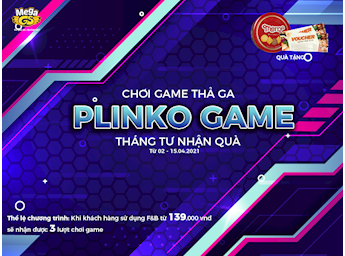 Mega
GS
VOUCHER
QUÀ TẶNG
CHƠI GAME THẢ GA
PLINKO GAME
THÁNG TƯ NHẬN QUÀ
Từ 02 - 15.04.2021
Thể lệ chương trình: Khi khách hàng sử dụng F&B từ 139.000 vnđ
sẽ nhận được 3 lượt chơi game